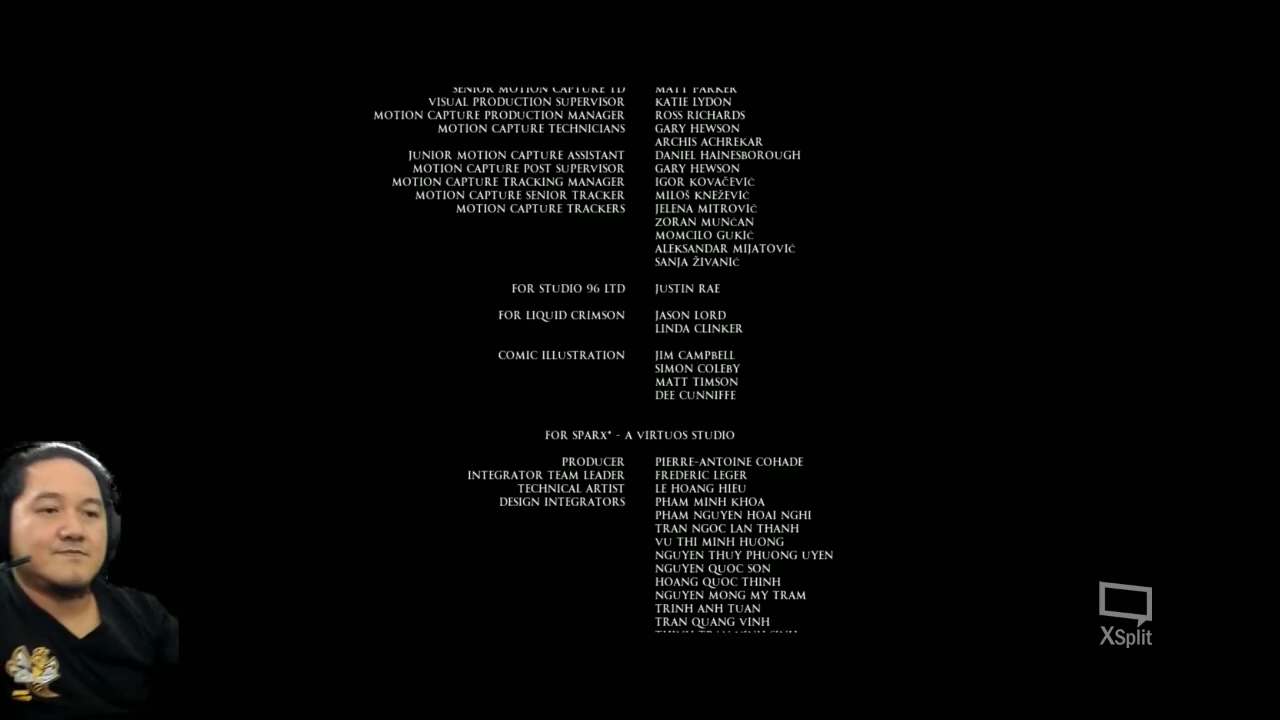 SENIOR MOTION CAPTURE TD MATT PARKER
VISUAL PRODUCTION SUPERVISOR KATIE LYDON
MOTION CAPTURE PRODUCTION MANAGER ROSS RICHARDS
MOTION CAPTURE TECHNICIANS GARY HEWSON
ARCHIS ACHREKAR
JUNIOR MOTION CAPTURE ASSISTANT DANIEL HAINESBOROUGH
MOTION CAPTURE POST SUPERVISOR GARY HEWSON
MOTION CAPTURE TRACKING MANAGER IGOR KOVAČEVIĆ
MOTION CAPTURE SENIOR TRACKER MILOŠ KNEŽEVIĆ
MOTION CAPTURE TRACKERS JELENA MITROVIĆ
ZORAN MUNĆAN
MOMCILO GUKIĆ
ALEKSANDAR MIJATOVIĆ
SANJA ŽIVANIĆ
FOR STUDIO 96 LTD JUSTIN RAE
FOR LIQUID CRIMSON JASON LORD
LINDA CLINKER
COMIC ILLUSTRATION JIM CAMPBELL
SIMON COLEBY
MATT TIMSON
DEE CUNNIFFE
FOR SPARX* - A VIRTUOS STUDIO
PRODUCER PIERRE-ANTOINE COHADE
INTEGRATOR TEAM LEADER FREDERIC LEGER
TECHNICAL ARTIST LE HOANG HIEU
DESIGN INTEGRATORS PHAM MINH KHOA
PHAM NGUYEN HOAI NGHI
TRAN NGOC LAN THANH
VU THI MINH HUONG
NGUYEN THUY PHUONG UYEN
NGUYEN QUOC SON
HOANG QUOC THINH
NGUYEN MONG MY TRAM
TRINH ANH TUAN
TRAN QUANG VINH
XSplit